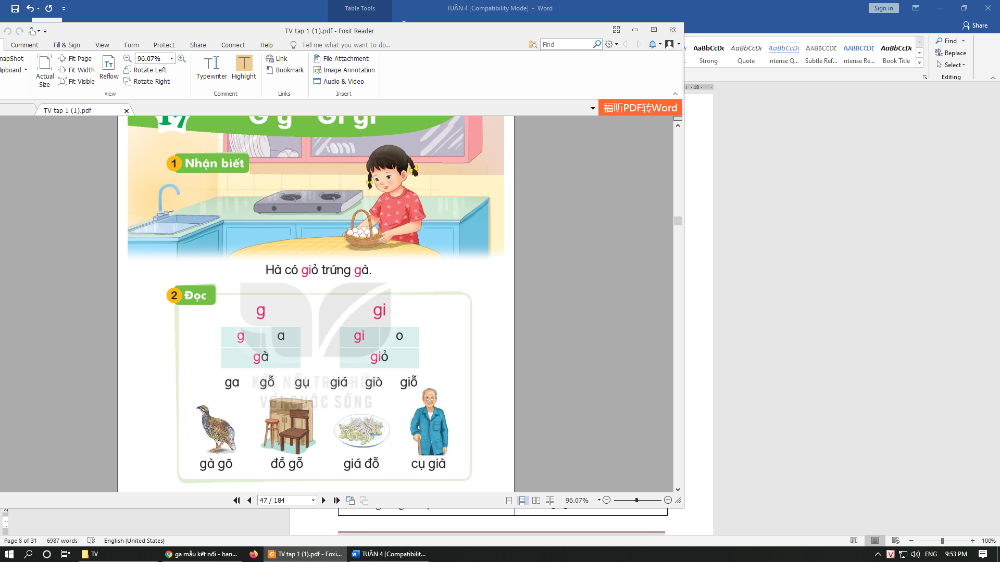 Table Tools
TUẦN 4 [Compatibility Mode] - Word
Sign in
Share
TV tap 1 (1).pdf - Foxit Reader
Comment Fill & Sign View Form Protect Share Connect Help Tell me what you want to do..
Find
napShot
ipboard
Actual
Size
Fit Page
Fit Width
Fit Visible
Reflow
96.07%
Rotate Left
Rotate Right
View
Typewriter
Highlight
Comment
Link
Bookmark
Links
File Attachment
Image Annotation
Audio & Video
Insert
AaBbCcDc AaBbCcDc AaBbCcDc AABBCCDE AABBCCDE AaBbCcDc
Strong Quote Intense Q... Subtle Ref... Intense Re... Book Title
Find
Replace
Select
Editing
18
TV tap 1 (1).pdf
福昕PDF转Word
17 G g Gi gi
1 Nhận biết
Hà có giỏ trứng gà.
2 Đọc
g gi
g a gi o
gà giỏ
ga gỗ gụ giá giò giỗ
KẾT NỐI TRI THỨC
VỚI CUỘC SỐNG
gà gô đồ gỗ giá đỗ cụ già
47 / 184
96.07%
Page 8 of 31 6987 words English (United States)
100%
TV
ga mẫu kết nối - han...
TV tap 1 (1).pdf - Foxi...
TUẦN 4 [Compatibilit...
ENG
9:53 PM